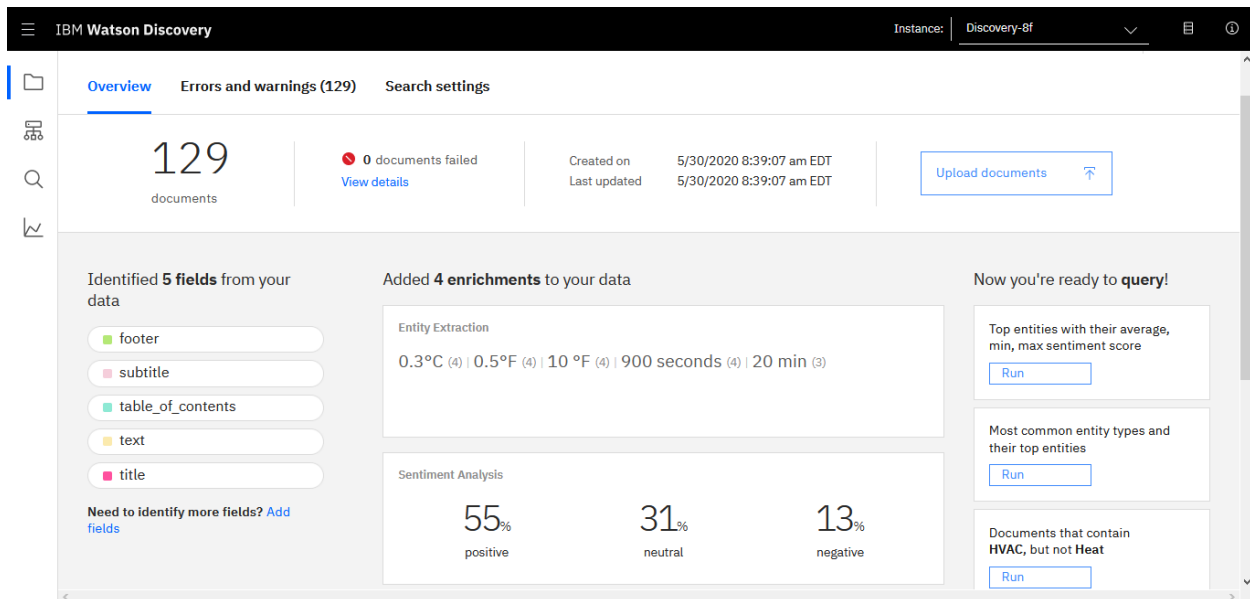 IBM Watson Discovery
Instance: Discovery-8f
Overview Errors and warnings (129) Search settings
129
documents
0 documents failed
View details
Created on 5/30/2020 8:39:07 am EDT
Last updated 5/30/2020 8:39:07 am EDT
Upload documents
Identified 5 fields from your
data
footer
subtitle
table_of_contents
text
title
Need to identify more fields? Add
fields
Added 4 enrichments to your data
Entity Extraction
0.3°C (4) | 0.5°F (4) | 10 °F (4) | 900 seconds (4) | 20 min (3)
Sentiment Analysis
55% 31% 13%
positive neutral negative
Now you're ready to query!
Top entities with their average,
min, max sentiment score
Run
Most common entity types and
their top entities
Run
Documents that contain
HVAC, but not Heat
Run